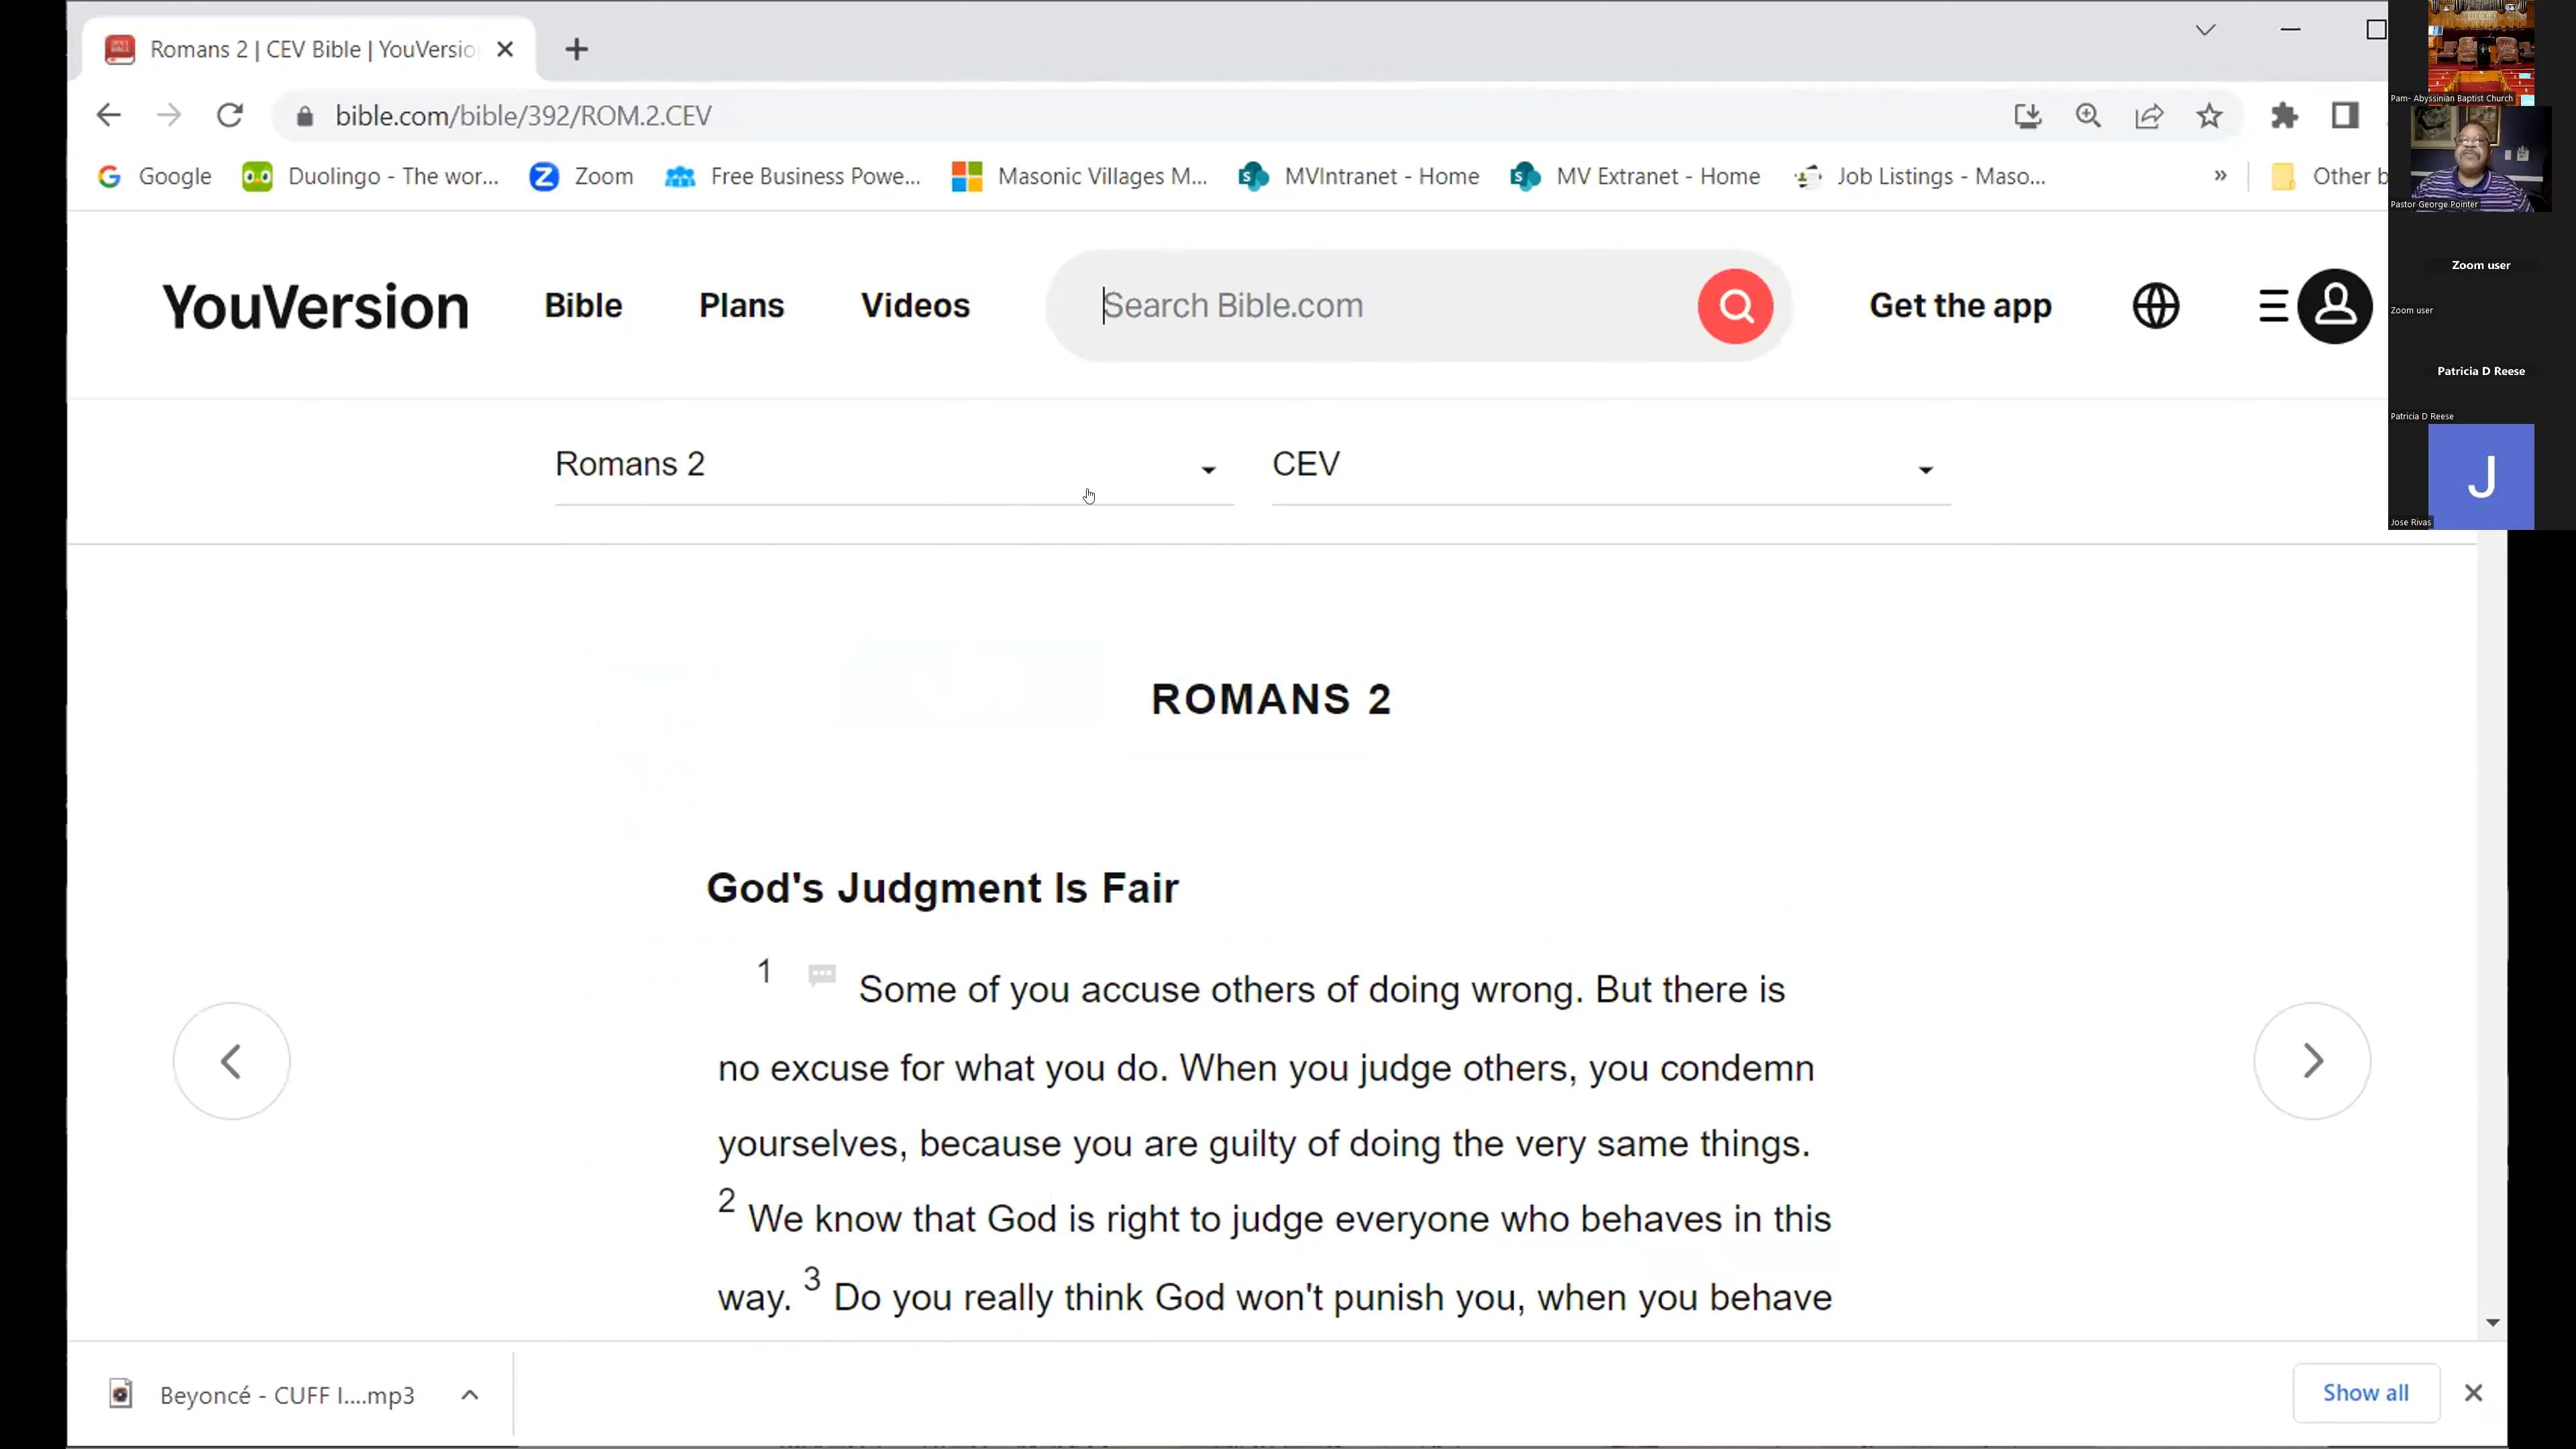 Romans 2 | CEV Bible | YouVersio
bible.com/bible/392/ROM.2.CEV
Google
Duolingo - The wor...
Zoom
Free Business Powe...
Masonic Villages M...
MVIntranet - Home
MV Extranet - Home
Job Listings - Maso...
»
Other b
YouVersion
Bible
Plans
Videos
Search Bible.com
Get the app
Romans 2
CEV
ROMANS 2
God's Judgment Is Fair
1 Some of you accuse others of doing wrong. But there is
no excuse for what you do. When you judge others, you condemn
yourselves, because you are guilty of doing the very same things.
2 We know that God is right to judge everyone who behaves in this
way. 3 Do you really think God won't punish you, when you behave
Beyoncé - CUFF I....mp3
Show all
Pam- Abyssinian Baptist Church
Pastor George Pointer
Zoom user
Zoom user
Patricia D Reese
Patricia D Reese
J
Jose Rivas